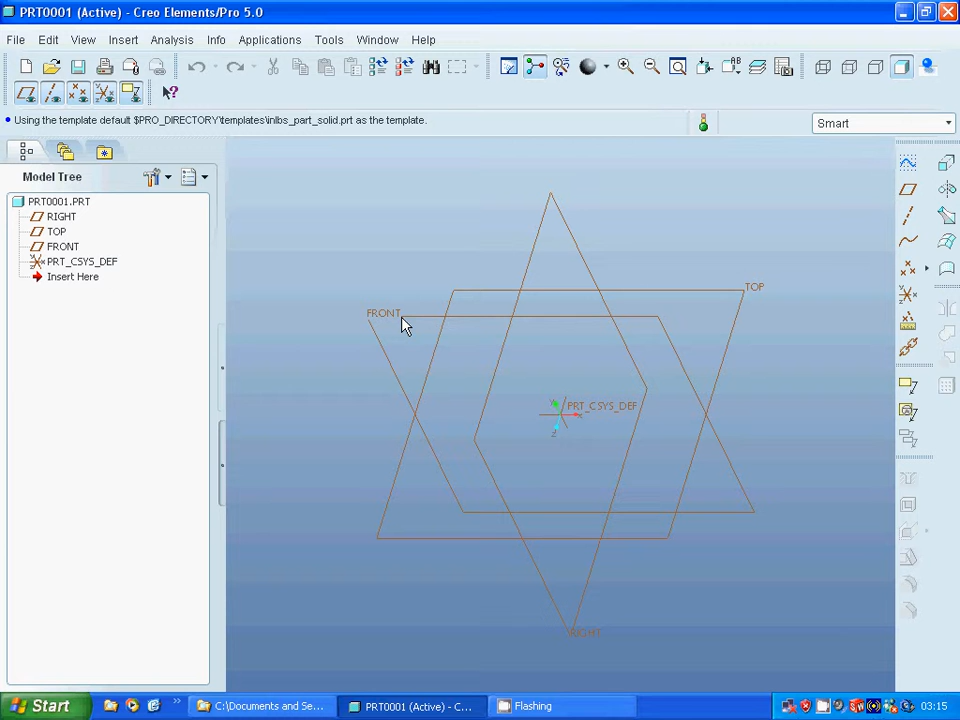 PRT0001 (Active) - Creo Elements/Pro 5.0
File Edit View Insert Analysis Info Applications Tools Window Help
Using the template default $PRO_DIRECTORY\templates\inlbs_part_solid.prt as the template.
Smart
Model Tree
PRT0001.PRT
RIGHT
TOP
FRONT
PRT_CSYS_DEF
Insert Here
TOP
FRONT
PRT_CSYS_DEF
Y
X
Z
RIGHT
Start
C:\Documents and Se...
PRT0001 (Active) - C...
Flashing
03:15